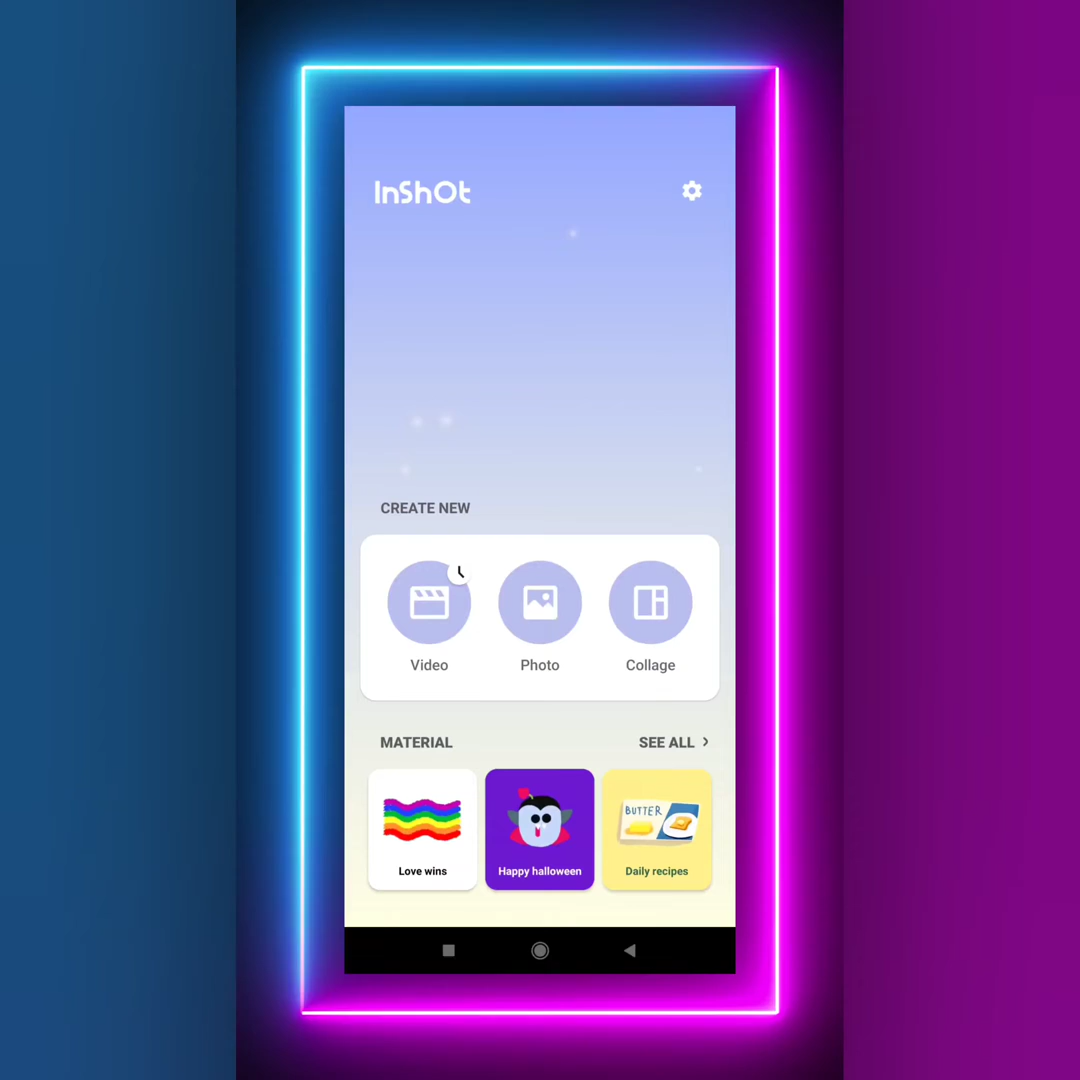 InShOt
CREATE NEW
Video
Photo
Collage
MATERIAL
SEE ALL >
Love wins
Happy halloween
BUTTER
Daily recipes